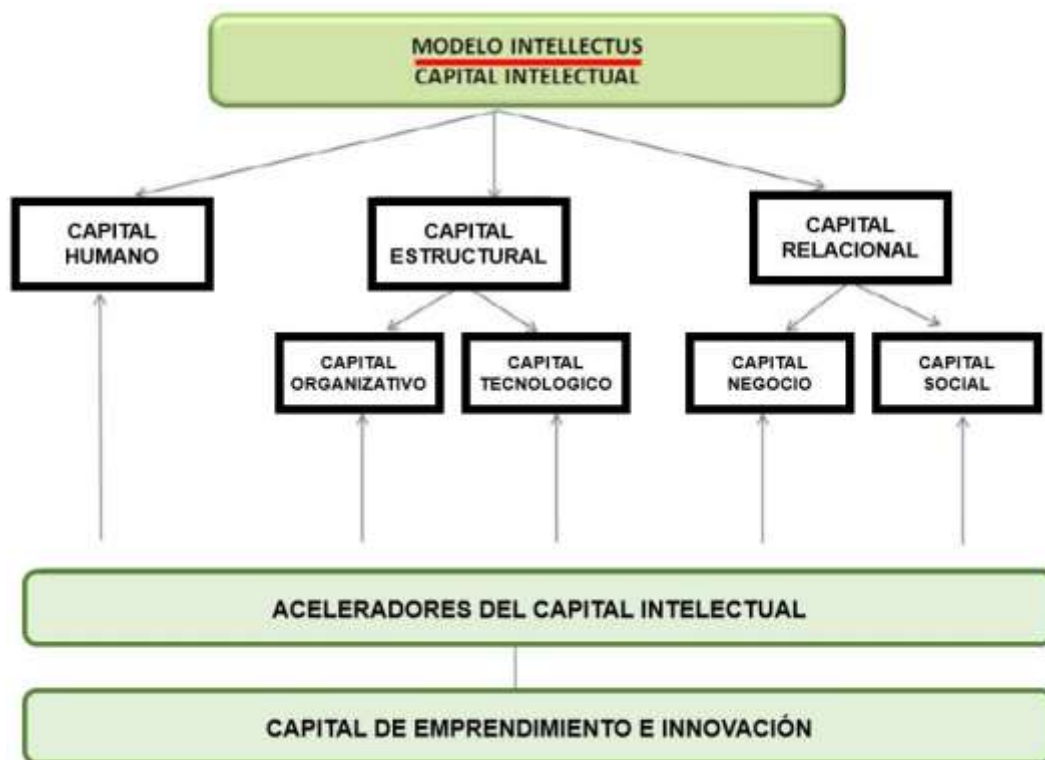 MODELO INTELLECTUS
CAPITAL INTELECTUAL
CAPITAL
HUMANO
CAPITAL
ESTRUCTURAL
CAPITAL
RELACIONAL
CAPITAL
ORGANIZATIVO
CAPITAL
TECNOLOGICO
CAPITAL
NEGOCIO
CAPITAL
SOCIAL
ACELERADORES DEL CAPITAL INTELECTUAL
CAPITAL DE EMPRENDIMIENTO E INNOVACIÓN